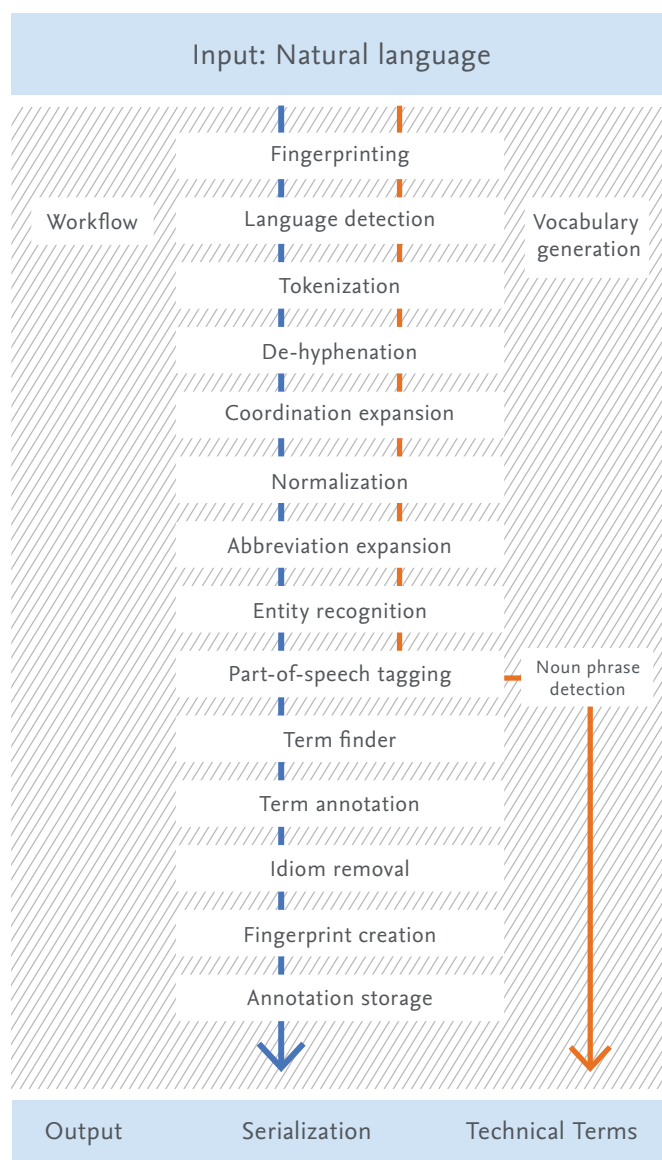 Input: Natural language
Fingerprinting
Workflow
Language detection
Vocabulary
generation
Tokenization
De-hyphenation
Coordination expansion
Normalization
Abbreviation expansion
Entity recognition
Part-of-speech tagging
Noun phrase
detection
Term finder
Term annotation
Idiom removal
Fingerprint creation
Annotation storage
Output
Serialization
Technical Terms